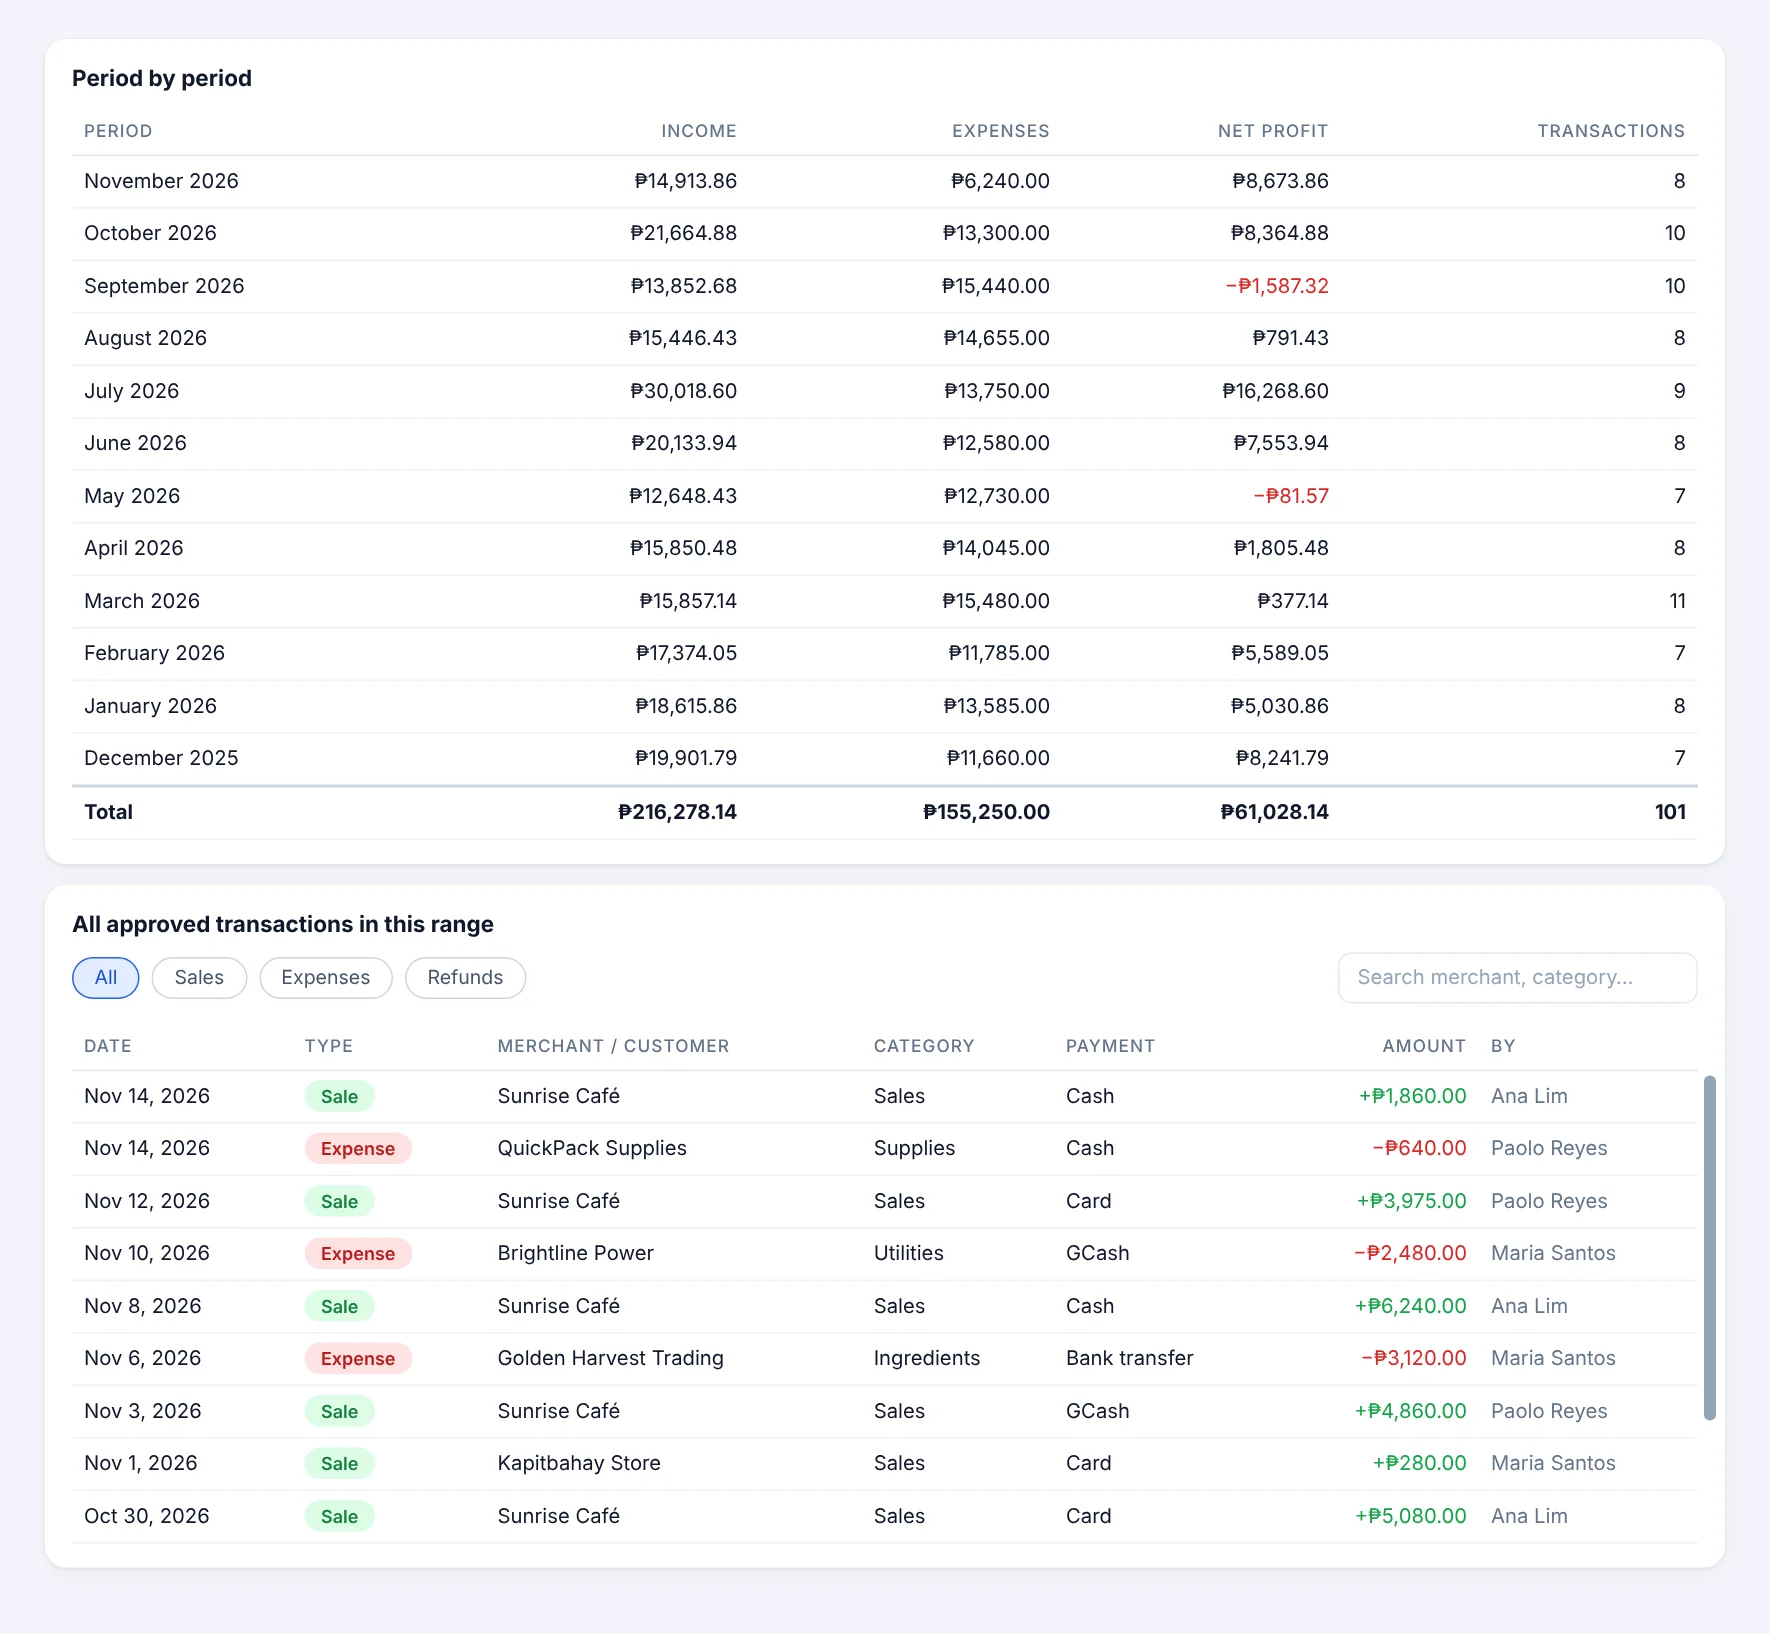 Period by period
PERIOD INCOME EXPENSES NET PROFIT TRANSACTIONS
November 2026 ₱14,913.86 ₱6,240.00 ₱8,673.86 8
October 2026 ₱21,664.88 ₱13,300.00 ₱8,364.88 10
September 2026 ₱13,852.68 ₱15,440.00 −₱1,587.32 10
August 2026 ₱15,446.43 ₱14,655.00 ₱791.43 8
July 2026 ₱30,018.60 ₱13,750.00 ₱16,268.60 9
June 2026 ₱20,133.94 ₱12,580.00 ₱7,553.94 8
May 2026 ₱12,648.43 ₱12,730.00 −₱81.57 7
April 2026 ₱15,850.48 ₱14,045.00 ₱1,805.48 8
March 2026 ₱15,857.14 ₱15,480.00 ₱377.14 11
February 2026 ₱17,374.05 ₱11,785.00 ₱5,589.05 7
January 2026 ₱18,615.86 ₱13,585.00 ₱5,030.86 8
December 2025 ₱19,901.79 ₱11,660.00 ₱8,241.79 7
Total ₱216,278.14 ₱155,250.00 ₱61,028.14 101
All approved transactions in this range
All Sales Expenses Refunds Search merchant, category...
DATE TYPE MERCHANT / CUSTOMER CATEGORY PAYMENT AMOUNT BY
Nov 14, 2026 Sale Sunrise Café Sales Cash +₱1,860.00 Ana Lim
Nov 14, 2026 Expense QuickPack Supplies Supplies Cash −₱640.00 Paolo Reyes
Nov 12, 2026 Sale Sunrise Café Sales Card +₱3,975.00 Paolo Reyes
Nov 10, 2026 Expense Brightline Power Utilities GCash −₱2,480.00 Maria Santos
Nov 8, 2026 Sale Sunrise Café Sales Cash +₱6,240.00 Ana Lim
Nov 6, 2026 Expense Golden Harvest Trading Ingredients Bank transfer −₱3,120.00 Maria Santos
Nov 3, 2026 Sale Sunrise Café Sales GCash +₱4,860.00 Paolo Reyes
Nov 1, 2026 Sale Kapitbahay Store Sales Card +₱280.00 Maria Santos
Oct 30, 2026 Sale Sunrise Café Sales Card +₱5,080.00 Ana Lim